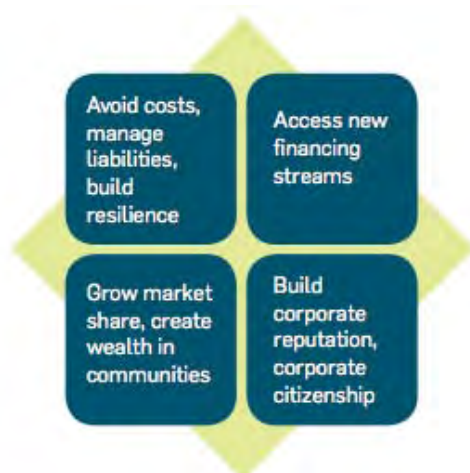 Avoid costs,
manage
liabilities,
build
resilience
Access new
financing
streams
Grow market
share, create
wealth in
communities
Build
corporate
reputation,
corporate
citizenship